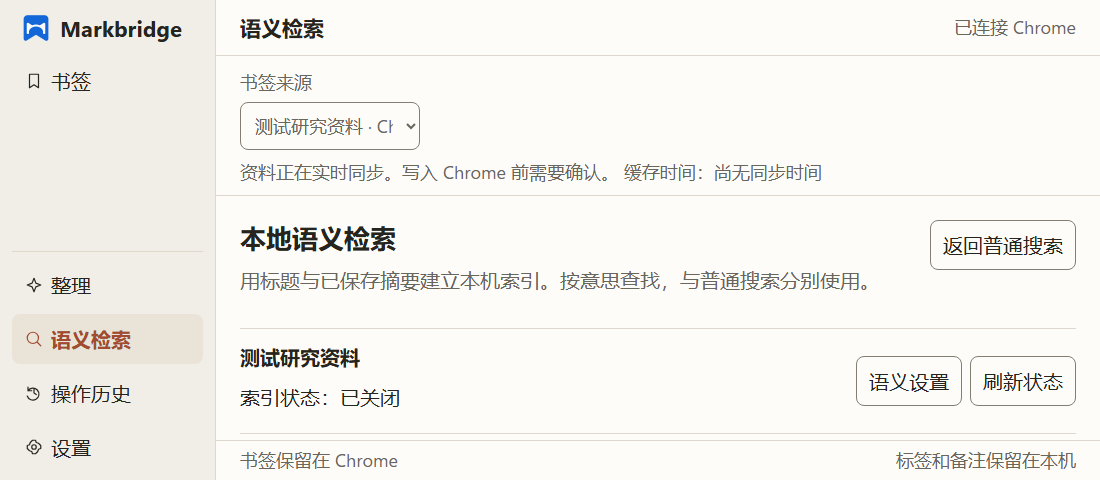 Markbridge
书签
整理
语义检索
操作历史
设置
语义检索
已连接 Chrome
书签来源
测试研究资料 · Ch
资料正在实时同步。写入 Chrome 前需要确认。 缓存时间：尚无同步时间
本地语义检索
返回普通搜索
用标题与已保存摘要建立本机索引。按意思查找，与普通搜索分别使用。
测试研究资料
索引状态：已关闭
语义设置
刷新状态
书签保留在 Chrome
标签和备注保留在本机